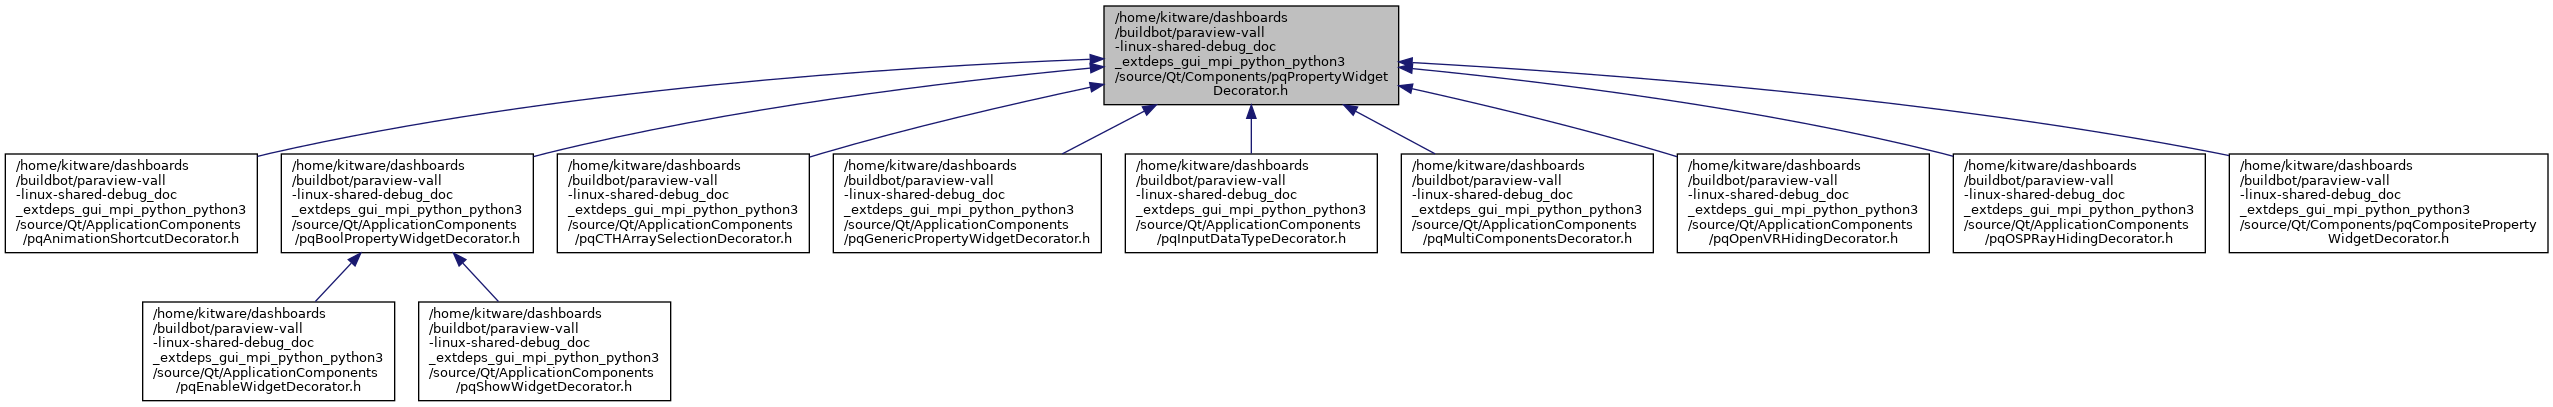 /home/kitware/dashboards
/buildbot/paraview-vall
-linux-shared-debug_doc
_extdeps_gui_mpi_python_python3
/source/Qt/Components/pqPropertyWidget
Decorator.h
/home/kitware/dashboards
/buildbot/paraview-vall
-linux-shared-debug_doc
_extdeps_gui_mpi_python_python3
/source/Qt/ApplicationComponents
/pqAnimationShortcutDecorator.h
/home/kitware/dashboards
/buildbot/paraview-vall
-linux-shared-debug_doc
_extdeps_gui_mpi_python_python3
/source/Qt/ApplicationComponents
/pqBoolPropertyWidgetDecorator.h
/home/kitware/dashboards
/buildbot/paraview-vall
-linux-shared-debug_doc
_extdeps_gui_mpi_python_python3
/source/Qt/ApplicationComponents
/pqCTHArraySelectionDecorator.h
/home/kitware/dashboards
/buildbot/paraview-vall
-linux-shared-debug_doc
_extdeps_gui_mpi_python_python3
/source/Qt/ApplicationComponents
/pqGenericPropertyWidgetDecorator.h
/home/kitware/dashboards
/buildbot/paraview-vall
-linux-shared-debug_doc
_extdeps_gui_mpi_python_python3
/source/Qt/ApplicationComponents
/pqInputDataTypeDecorator.h
/home/kitware/dashboards
/buildbot/paraview-vall
-linux-shared-debug_doc
_extdeps_gui_mpi_python_python3
/source/Qt/ApplicationComponents
/pqMultiComponentsDecorator.h
/home/kitware/dashboards
/buildbot/paraview-vall
-linux-shared-debug_doc
_extdeps_gui_mpi_python_python3
/source/Qt/ApplicationComponents
/pqOpenVRHidingDecorator.h
/home/kitware/dashboards
/buildbot/paraview-vall
-linux-shared-debug_doc
_extdeps_gui_mpi_python_python3
/source/Qt/ApplicationComponents
/pqOSPRayHidingDecorator.h
/home/kitware/dashboards
/buildbot/paraview-vall
-linux-shared-debug_doc
_extdeps_gui_mpi_python_python3
/source/Qt/Components/pqCompositeProperty
WidgetDecorator.h
/home/kitware/dashboards
/buildbot/paraview-vall
-linux-shared-debug_doc
_extdeps_gui_mpi_python_python3
/source/Qt/ApplicationComponents
/pqEnableWidgetDecorator.h
/home/kitware/dashboards
/buildbot/paraview-vall
-linux-shared-debug_doc
_extdeps_gui_mpi_python_python3
/source/Qt/ApplicationComponents
/pqShowWidgetDecorator.h